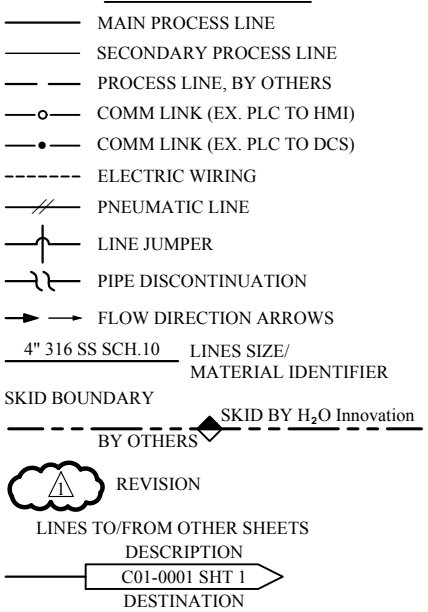 MAIN PROCESS LINE
SECONDARY PROCESS LINE
PROCESS LINE, BY OTHERS
COMM LINK (EX. PLC TO HMI)
COMM LINK (EX. PLC TO DCS)
ELECTRIC WIRING
PNEUMATIC LINE
LINE JUMPER
PIPE DISCONTINUATION
FLOW DIRECTION ARROWS
4" 316 SS SCH.10 LINES SIZE/
MATERIAL IDENTIFIER
SKID BOUNDARY
SKID BY H₂O Innovation
BY OTHERS
1 REVISION
LINES TO/FROM OTHER SHEETS
DESCRIPTION
C01-0001 SHT 1
DESTINATION